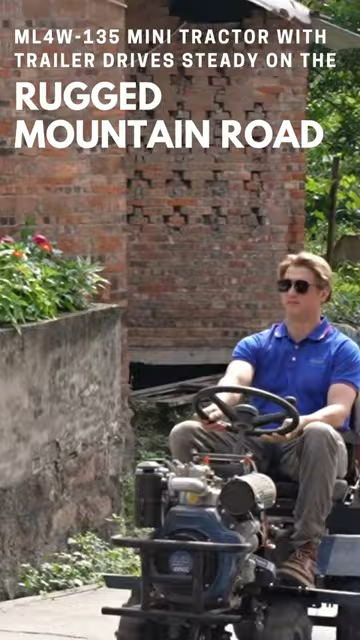 ML4W-135 MINI TRACTOR WITH
TRAILER DRIVES STEADY ON THE
RUGGED
MOUNTAIN ROAD